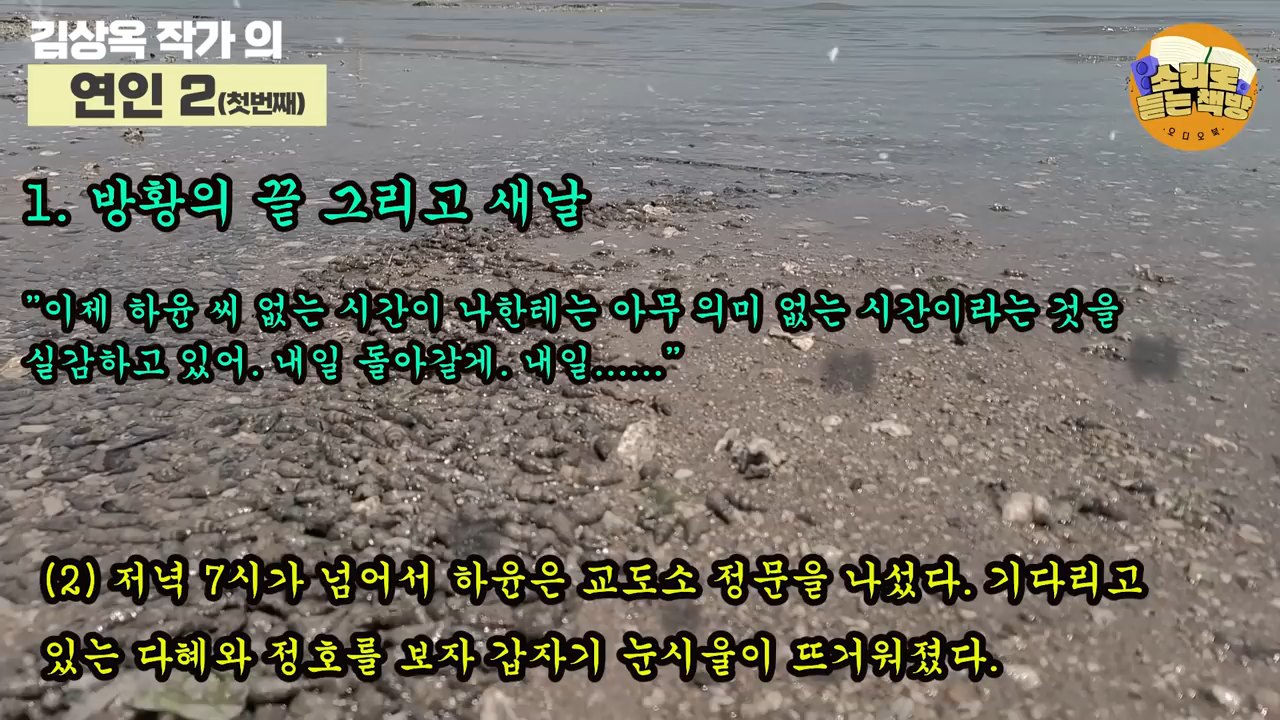 김상옥 작가 의
연인 2(첫번째)
소리로
듣는 책방
·오디오북·
1. 방황의 끝 그리고 새날
"이제 하윤 씨 없는 시간이 나한테는 아무 의미 없는 시간이라는 것을
실감하고 있어. 내일 돌아갈게. 내일......"
(2) 저녁 7시가 넘어서 하윤은 교도소 정문을 나섰다. 기다리고
있는 다혜와 정호를 보자 갑자기 눈시울이 뜨거워졌다.